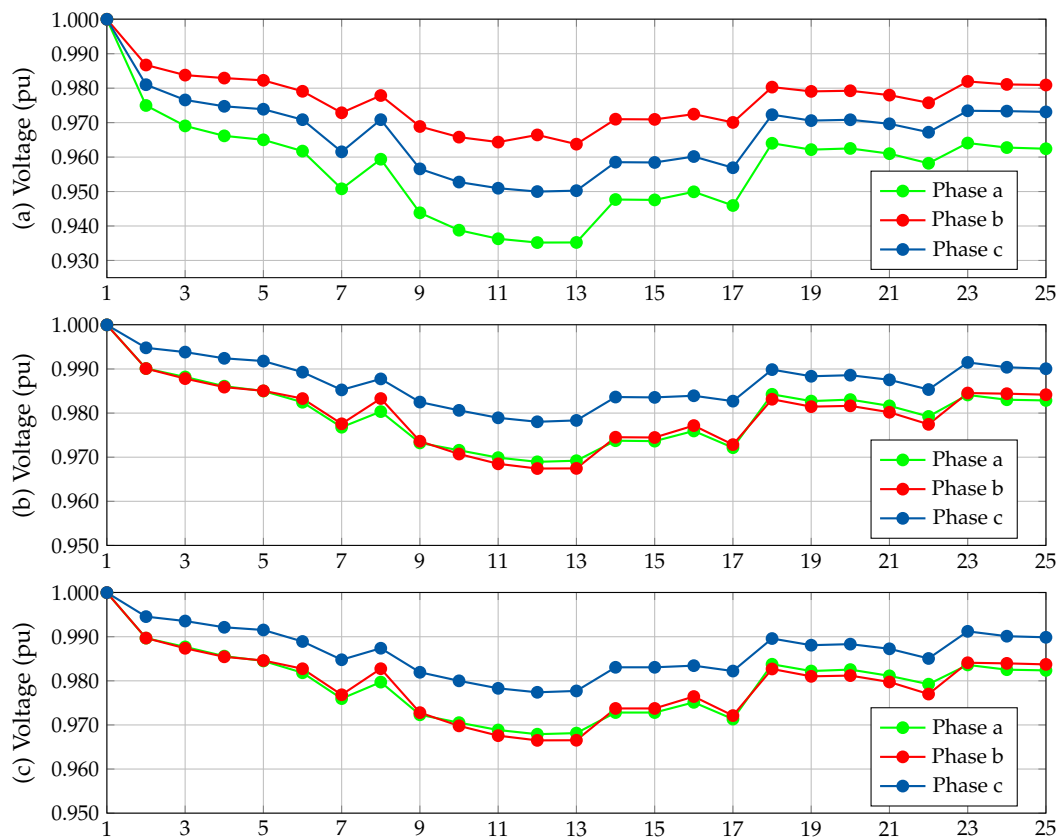 1.000
0.990
0.980
0.970
0.960
0.950
0.940
0.930
(a) Voltage (pu)
Phase a
Phase b
Phase c
1 3 5 7 9 11 13 15 17 19 21 23 25
1.000
0.990
0.980
0.970
0.960
0.950
(b) Voltage (pu)
Phase a
Phase b
Phase c
1 3 5 7 9 11 13 15 17 19 21 23 25
1.000
0.990
0.980
0.970
0.960
0.950
(c) Voltage (pu)
Phase a
Phase b
Phase c
1 3 5 7 9 11 13 15 17 19 21 23 25